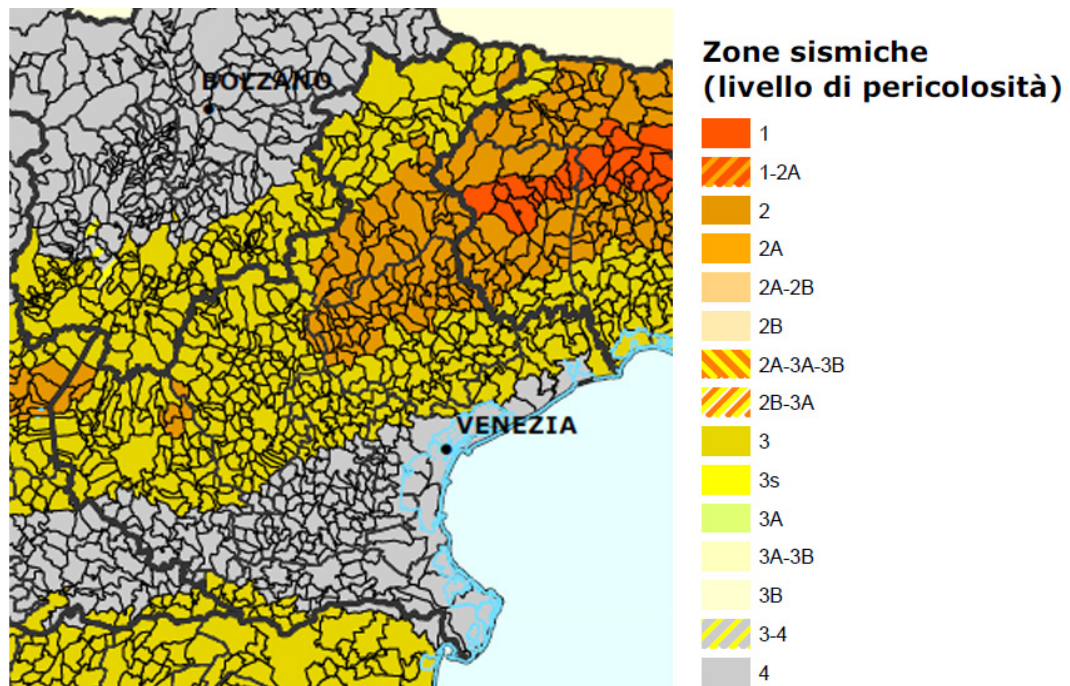 BOLZANO
VENEZIA
Zone sismiche
(livello di pericolosità)
1
1-2A
2
2A
2A-2B
2B
2A-3A-3B
2B-3A
3
3s
3A
3A-3B
3B
3-4
4